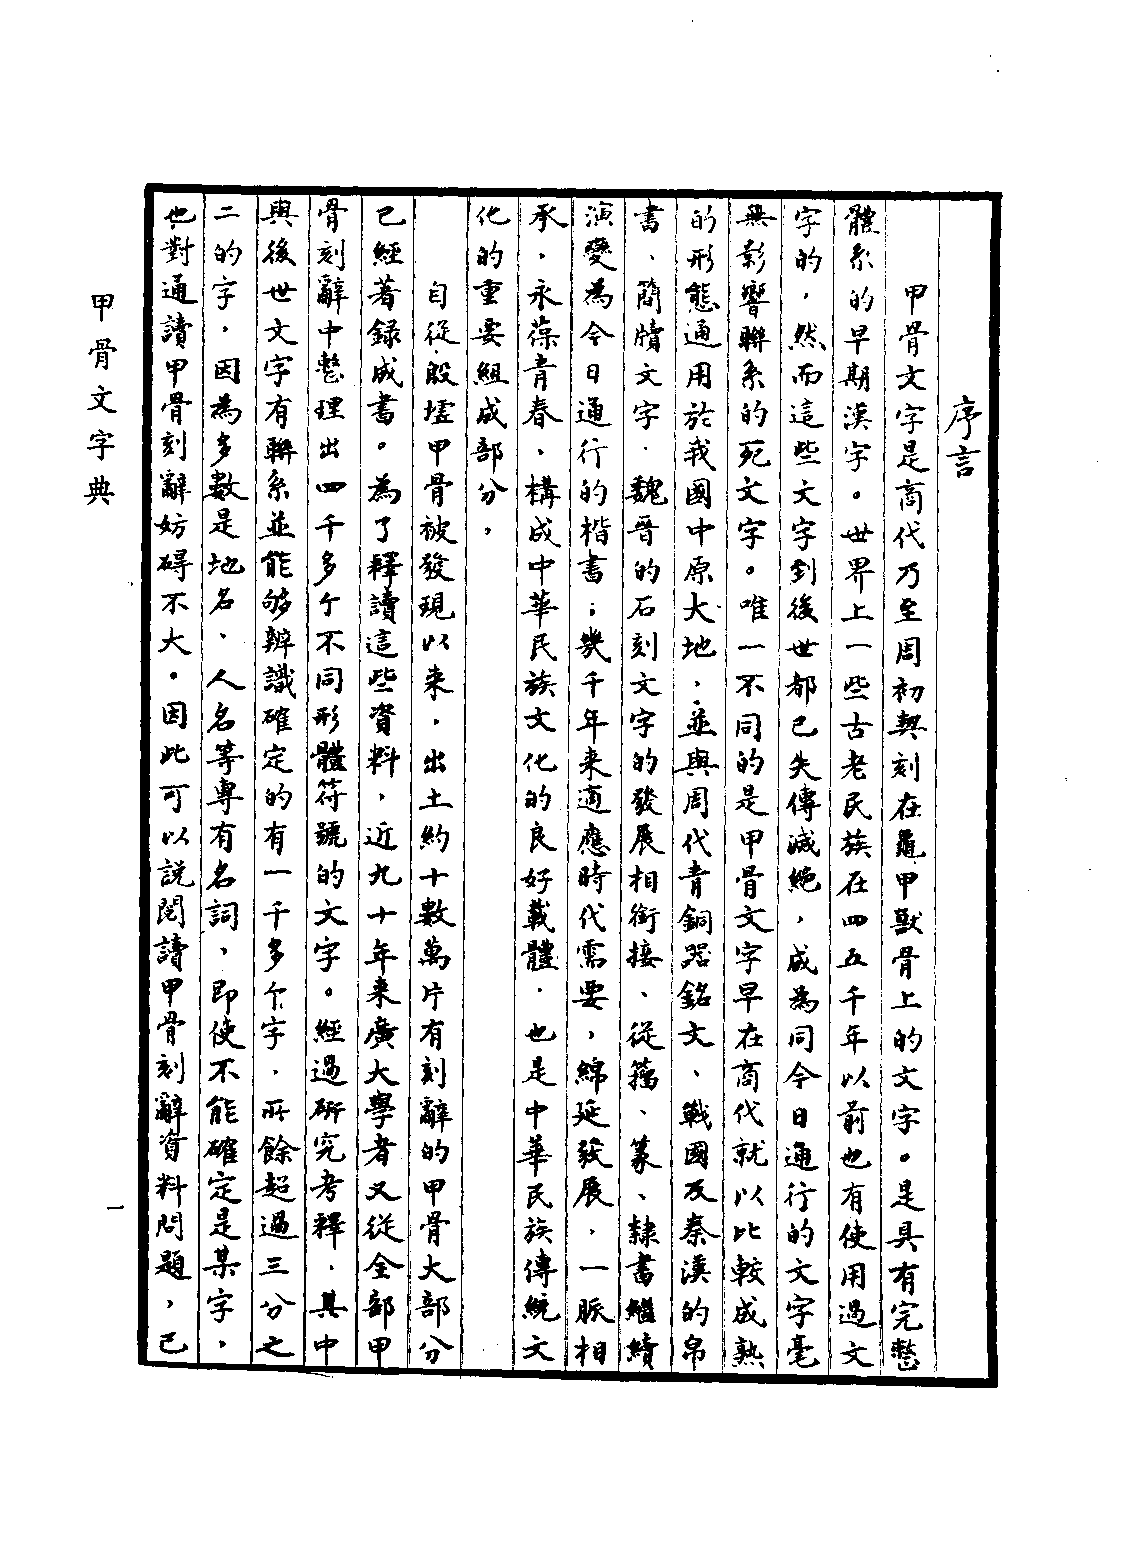 序言
甲骨文字是商代乃至周初契刻在龜甲獸骨上的文字。是具有完整
體系的早期漢字。世界上一些古老民族在四五千年以前也有使用過文
字的，然而這些文字到後世都已失傳滅絶，成為同今日通行的文字毫
無影響聯系的死文字。唯一不同的是甲骨文字早在商代就以比較成熟
的形態通用於我國中原大地，並與周代青銅器銘文、戰國及秦漢的帛
書、簡牘文字、魏晉的石刻文字的發展相銜接、從籀、篆、隸書繼續
演變為今日通行的楷書；幾千年来適應時代需要，綿延發展，一脈相
承，永葆青春，構成中華民族文化的良好載體，也是中華民族傳統文
化的重要組成部分，
自從殷墟甲骨被發現以来，出土約十數萬片有刻辭的甲骨大部分
已經著録成書。為了釋讀這些資料，近九十年来廣大學者又從全部甲
骨刻辭中整理出四千多个不同形體符號的文字。經過研究考釋，其中
與後世文字有聯系並能够辨識確定的有一千多个字，所餘超過三分之
二的字，因為多數是地名、人名等專有名詞，即使不能確定是某字，
也對通讀甲骨刻辭妨碍不大。因此可以説閱讀甲骨刻辭資料問題，已
甲骨文字典
一